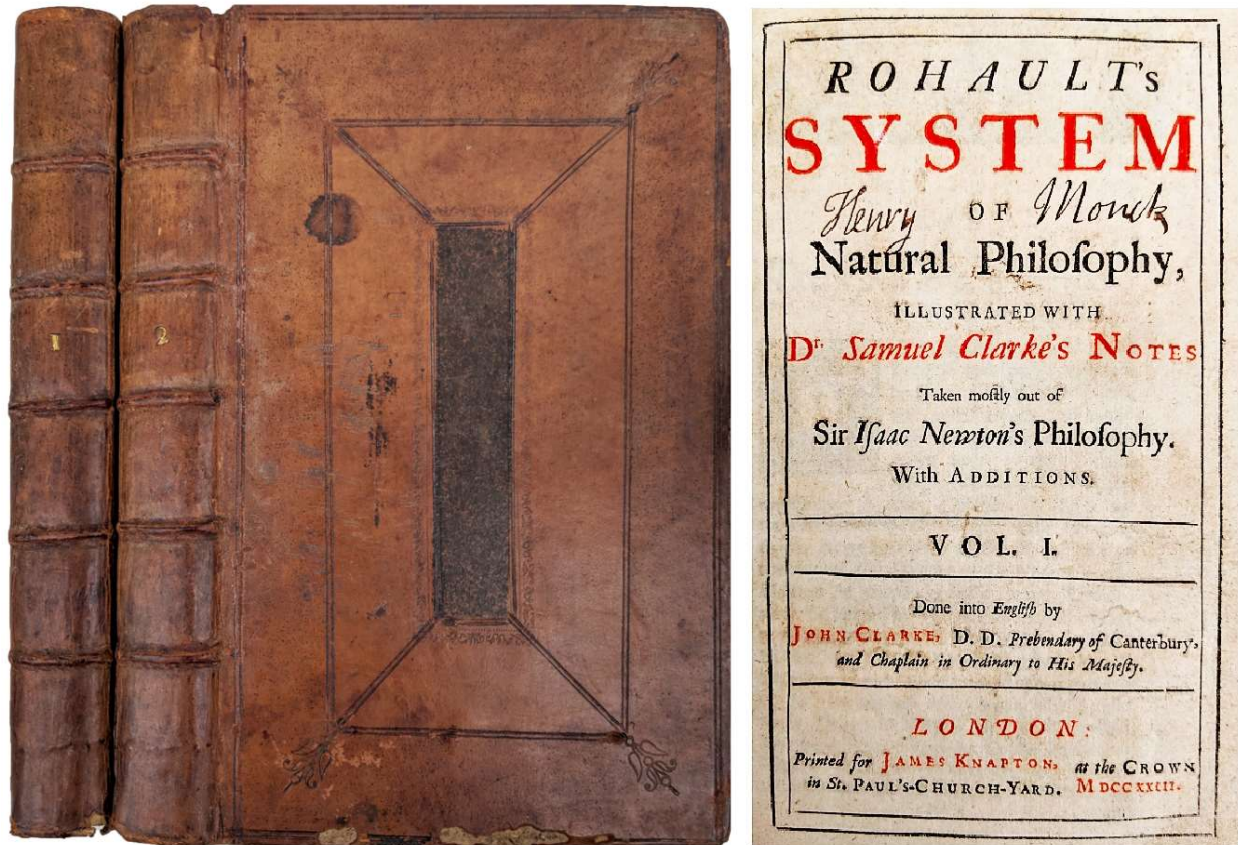 1
2
ROHAULT's
SYSTEM
Henry OF Monck
Natural Philoſophy,
ILLUSTRATED WITH
Dr. Samuel Clarke's NOTES
Taken moſtly out of
Sir Iſaac Newton's Philoſophy.
With ADDITIONS.
VOL. I.
Done into Engliſh by
JOHN CLARKE, D. D. Prebendary of Canterbury,
and Chaplain in Ordinary to His Majeſty.
LONDON:
Printed for JAMES KNAPTON, at the CROWN
in St. PAUL'S-CHURCH-YARD. MDCCXXIII.